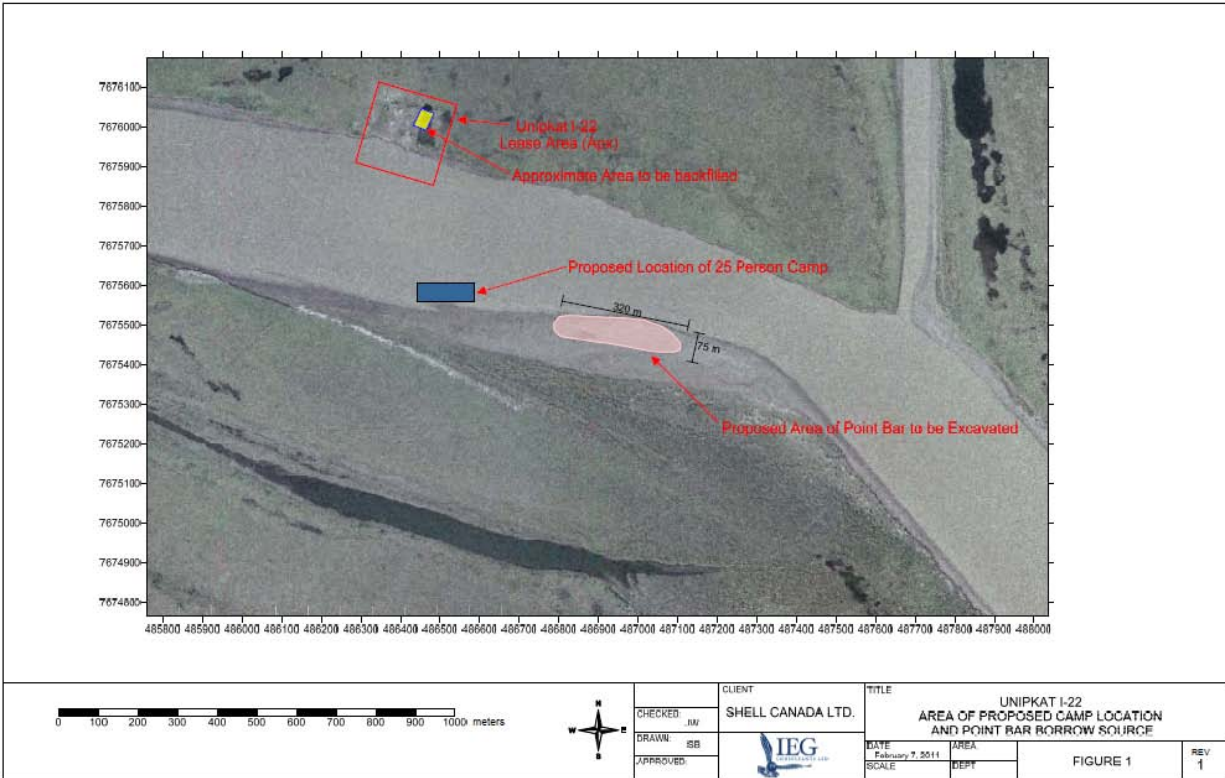 7676100
7676000
7675900
7675800
7675700
7675600
7675500
7675400
7675300
7675200
7675100
7675000
7674900
7674800
Unipkat I-22
Lease Area (Apx)
Approximate Area to be backfilled
Proposed Location of 25 Person Camp
320 m
75 m
Proposed Area of Point Bar to be Excavated
485800 485900 486000 486100 486200 486300 486400 486500 486600 486700 486800 486900 487000 487100 487200 487300 487400 487500 487600 487700 487800 487900 488000
0 100 200 300 400 500 600 700 800 900 1000 meters
N
W E
S
CHECKED: JW
DRAWN: SB
APPROVED:
CLIENT
SHELL CANADA LTD.
IEG
TITLE
UNIPKAT I-22
AREA OF PROPOSED CAMP LOCATION
AND POINT BAR BORROW SOURCE
DATE February 7, 2011
AREA
SCALE
DEPT
FIGURE 1
REV
1